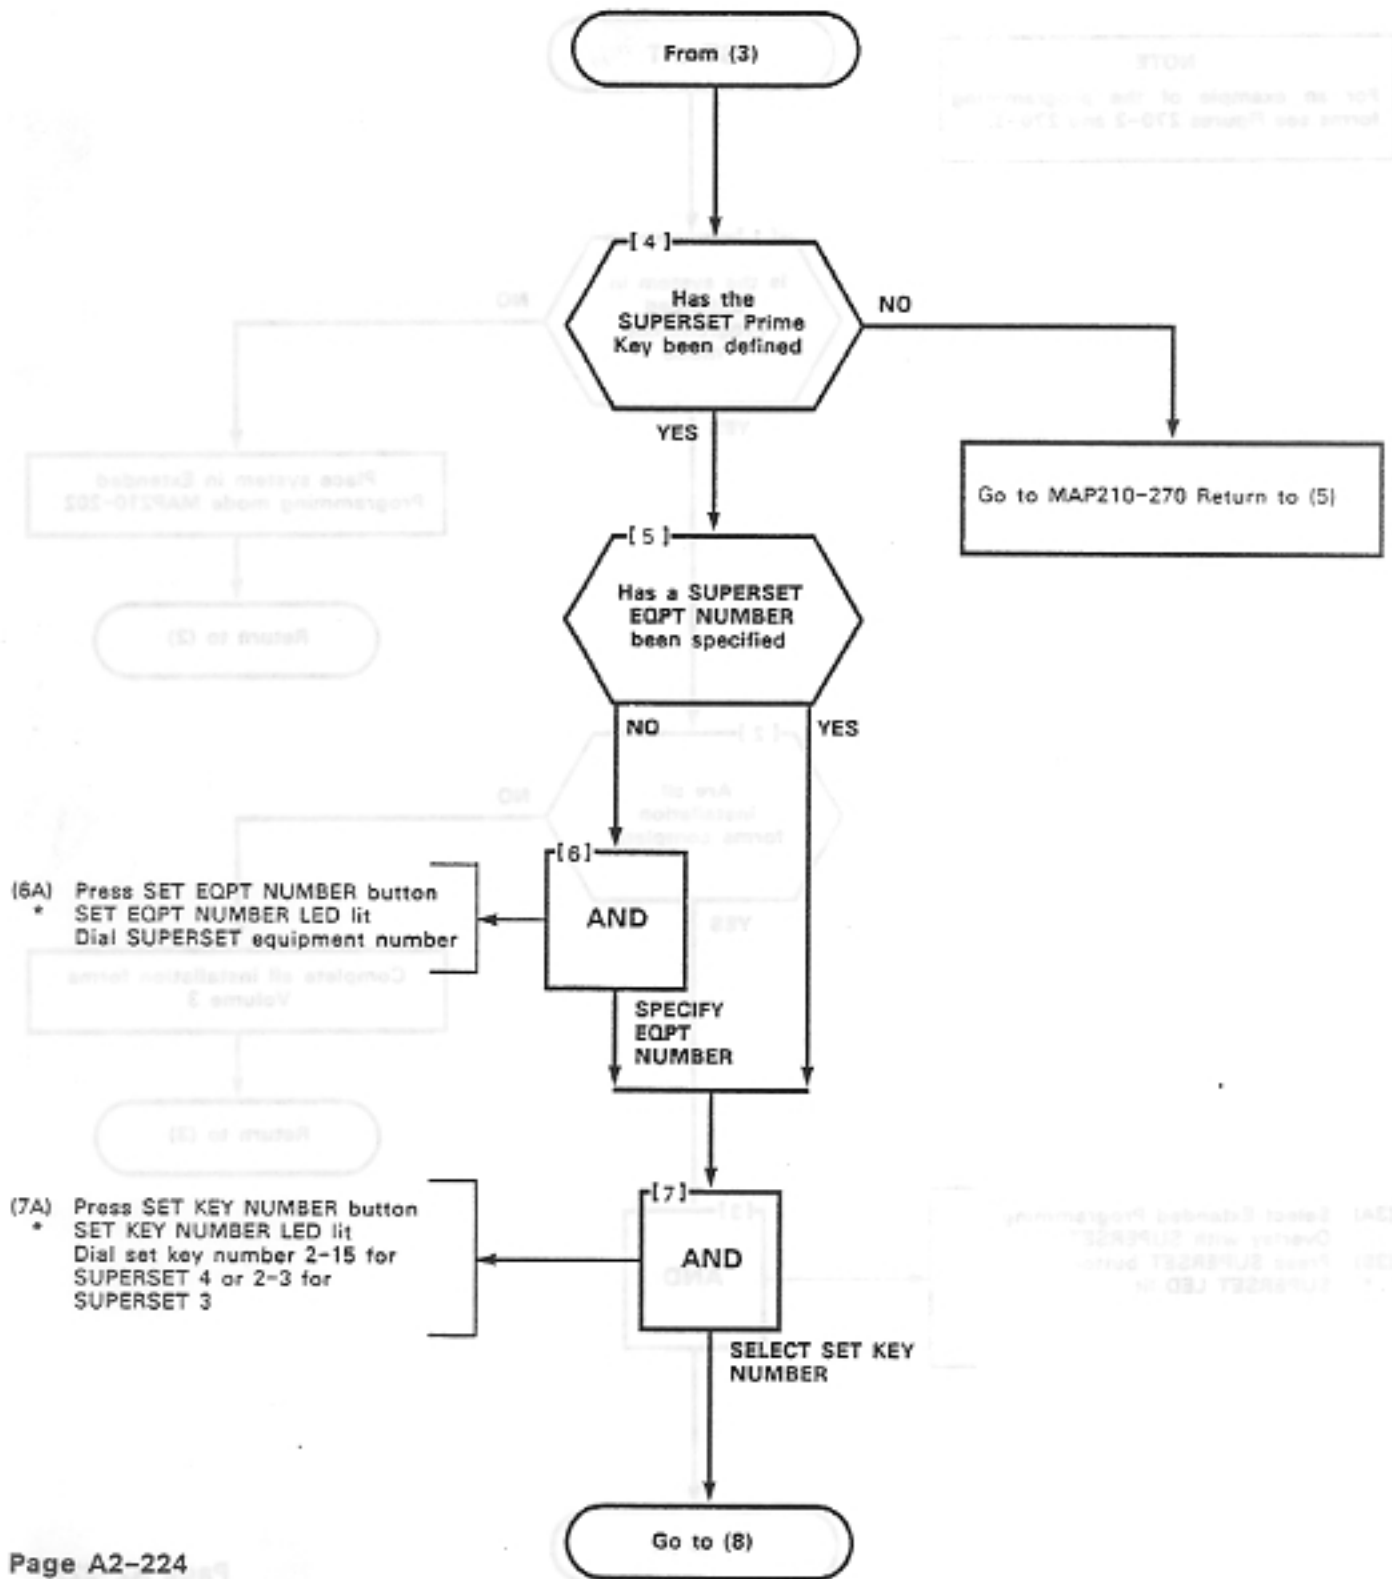 From (3)
[4]
Has the
SUPERSET Prime
Key been defined
NO
YES
Go to MAP210-270 Return to (5)
[5]
Has a SUPERSET
EQPT NUMBER
been specified
NO
YES
[6]
AND
(6A) Press SET EQPT NUMBER button
* SET EQPT NUMBER LED lit
Dial SUPERSET equipment number
SPECIFY
EQPT
NUMBER
[7]
AND
(7A) Press SET KEY NUMBER button
* SET KEY NUMBER LED lit
Dial set key number 2-15 for
SUPERSET 4 or 2-3 for
SUPERSET 3
SELECT SET KEY
NUMBER
Go to (8)
Page A2-224